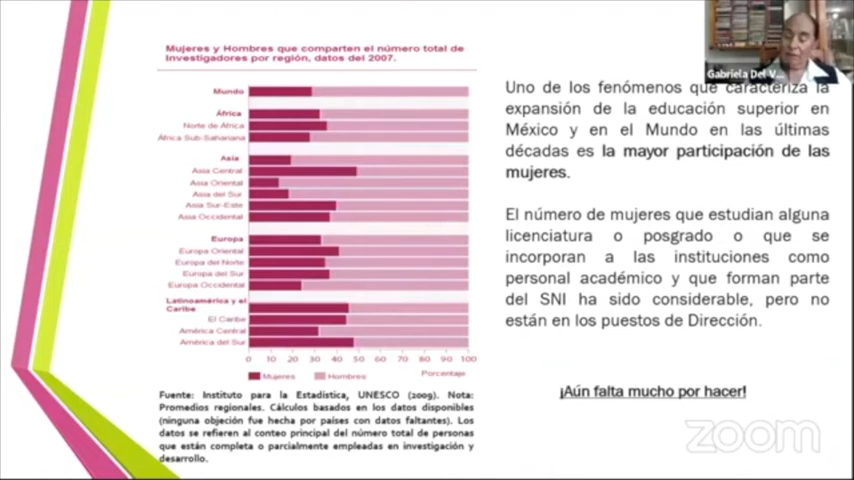 Mujeres y Hombres que comparten el número total de
Investigadores por región, datos del 2007.
Mundo
África
Norte de África
África Sub-Sahariana
Asia
Asia Central
Asia Oriental
Asia del Sur
Asia Sur-Este
Asia Occidental
Europa
Europa Oriental
Europa del Norte
Europa del Sur
Europa Occidental
Latinoamérica y el
Caribe
El Caribe
América Central
América del Sur
0 10 20 30 40 50 60 70 80 90 100
Mujeres Hombres Porcentaje
Fuente: Instituto para la Estadística, UNESCO (2009). Nota:
Promedios regionales. Cálculos basados en los datos disponibles
(ninguna objeción fue hecha por países con datos faltantes). Los
datos se refieren al conteo principal del número total de personas
que están completa o parcialmente empleadas en investigación y
desarrollo.
Gabriela Del V...
Uno de los fenómenos que caracteriza la
expansión de la educación superior en
México y en el Mundo en las últimas
décadas es la mayor participación de las
mujeres.
El número de mujeres que estudian alguna
licenciatura o posgrado o que se
incorporan a las instituciones como
personal académico y que forman parte
del SNI ha sido considerable, pero no
están en los puestos de Dirección.
¡Aún falta mucho por hacer!
zoom